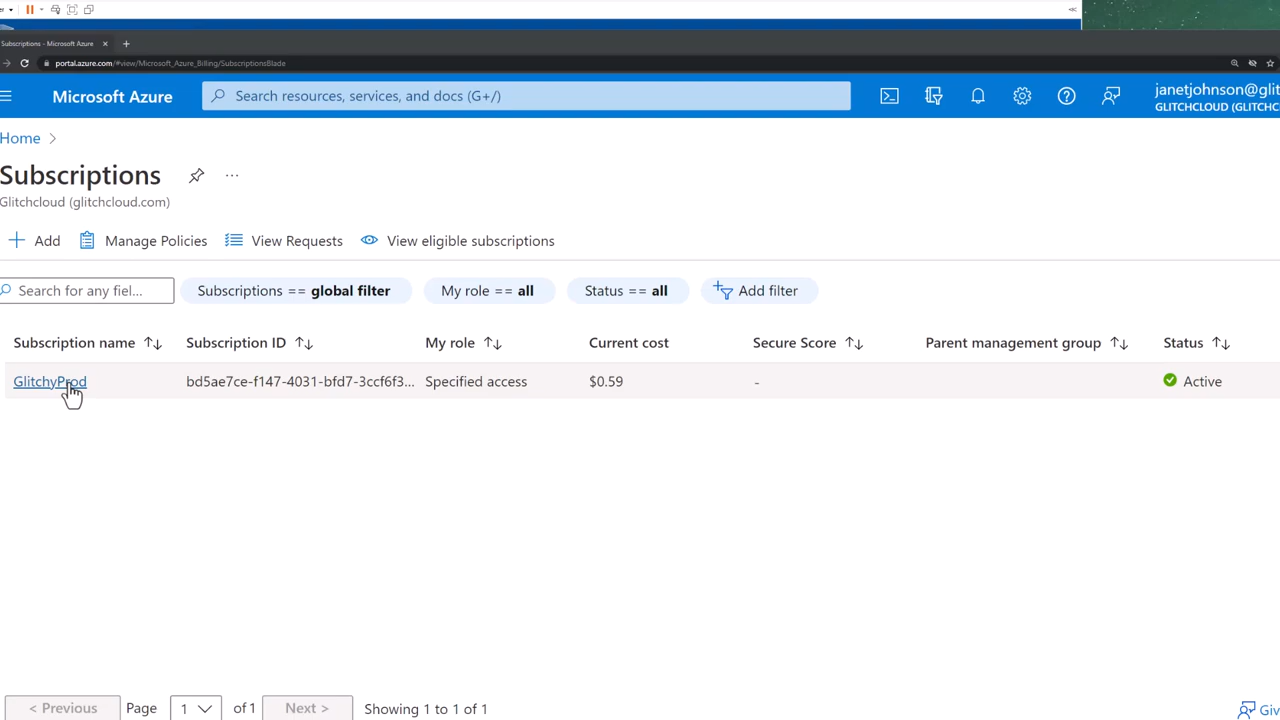 Subscriptions - Microsoft Azure
portal.azure.com/#view/Microsoft_Azure_Billing/SubscriptionsBlade
Microsoft Azure
Search resources, services, and docs (G+/)
janetjohnson@glit
GLITCHCLOUD (GLITCHC
Home
Subscriptions
Glitchcloud (glitchcloud.com)
Add
Manage Policies
View Requests
View eligible subscriptions
Search for any fiel...
Subscriptions == global filter
My role == all
Status == all
Add filter
Subscription name
Subscription ID
My role
Current cost
Secure Score
Parent management group
Status
GlitchyProd
bd5ae7ce-f147-4031-bfd7-3ccf6f3...
Specified access
$0.59
-
Active
< Previous
Page
1
of 1
Next >
Showing 1 to 1 of 1
Giv